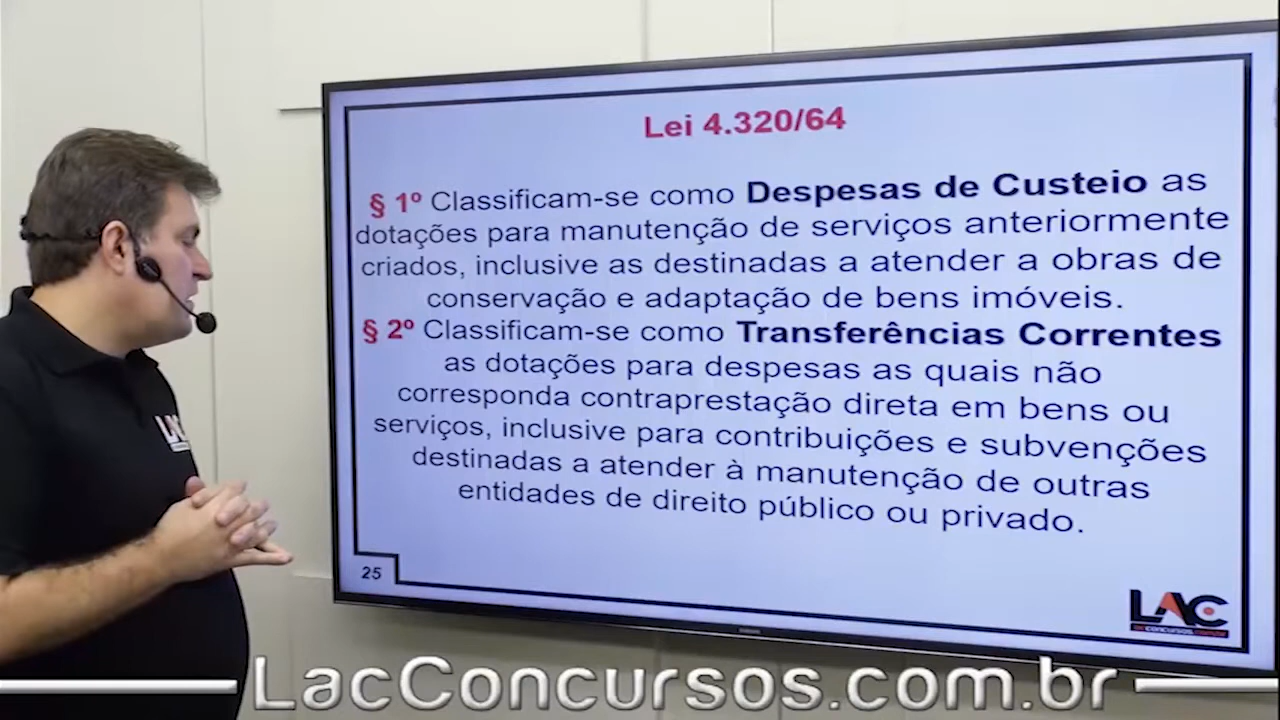 Lei 4.320/64
§ 1º Classificam-se como Despesas de Custeio as
dotações para manutenção de serviços anteriormente
criados, inclusive as destinadas a atender a obras de
conservação e adaptação de bens imóveis.
§ 2º Classificam-se como Transferências Correntes
as dotações para despesas as quais não
corresponda contraprestação direta em bens ou
serviços, inclusive para contribuições e subvenções
destinadas a atender à manutenção de outras
entidades de direito público ou privado.
25
LAC
LAC
LacConcursos.com.br